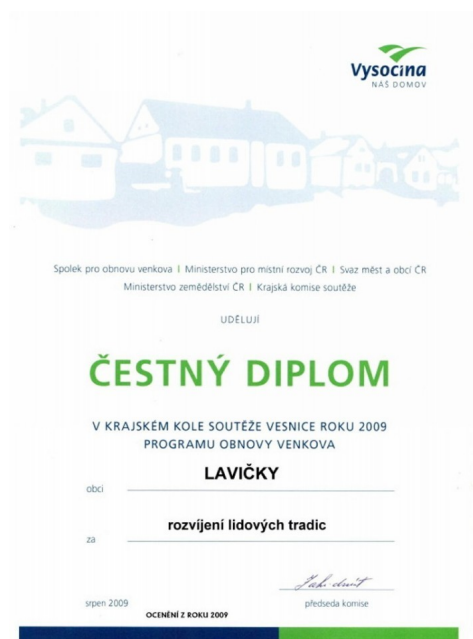 Vysočina
NÁŠ DOMOV
Spolek pro obnovu venkova | Ministerstvo pro místní rozvoj ČR | Svaz měst a obcí ČR
Ministerstvo zemědělství ČR | Krajská komise soutěže
UDĚLUJÍ
ČESTNÝ DIPLOM
V KRAJSKÉM KOLE SOUTĚŽE VESNICE ROKU 2009
PROGRAMU OBNOVY VENKOVA
LAVIČKY
obci
rozvíjení lidových tradic
za
srpen 2009
předseda komise
OCENĚNÍ Z ROKU 2009